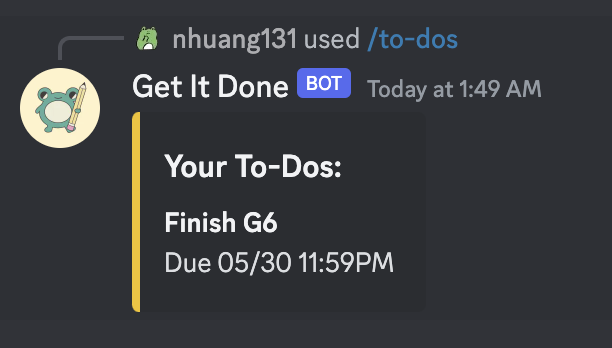 nhuang131 used /to-dos
Get It Done BOT Today at 1:49 AM
Your To-Dos:
Finish G6
Due 05/30 11:59PM